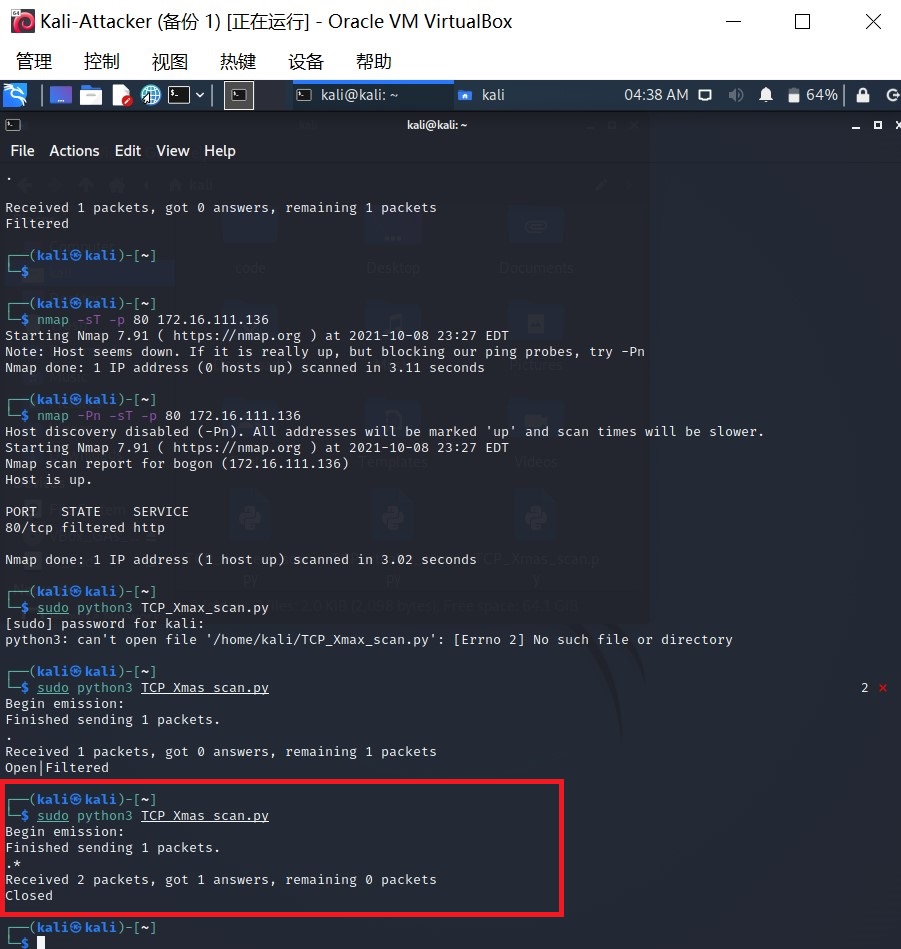 Kali-Attacker (备份 1) [正在运行] - Oracle VM VirtualBox
管理 控制 视图 热键 设备 帮助
kali@kali: ~ kali 04:38 AM 64%
kali@kali: ~
File Actions Edit View Help
.
Received 1 packets, got 0 answers, remaining 1 packets
Filtered
┌──(kali㉿kali)-[~]
└─$
┌──(kali㉿kali)-[~]
└─$ nmap -sT -p 80 172.16.111.136
Starting Nmap 7.91 ( https://nmap.org ) at 2021-10-08 23:27 EDT
Note: Host seems down. If it is really up, but blocking our ping probes, try -Pn
Nmap done: 1 IP address (0 hosts up) scanned in 3.11 seconds
┌──(kali㉿kali)-[~]
└─$ nmap -Pn -sT -p 80 172.16.111.136
Host discovery disabled (-Pn). All addresses will be marked 'up' and scan times will be slower.
Starting Nmap 7.91 ( https://nmap.org ) at 2021-10-08 23:27 EDT
Nmap scan report for bogon (172.16.111.136)
Host is up.
PORT STATE SERVICE
80/tcp filtered http
Nmap done: 1 IP address (1 host up) scanned in 3.02 seconds
┌──(kali㉿kali)-[~]
└─$ sudo python3 TCP_Xmax_scan.py
[sudo] password for kali:
python3: can't open file '/home/kali/TCP_Xmax_scan.py': [Errno 2] No such file or directory
┌──(kali㉿kali)-[~]
└─$ sudo python3 TCP_Xmas_scan.py 2 ⨯
Begin emission:
Finished sending 1 packets.
.
Received 1 packets, got 0 answers, remaining 1 packets
Open|Filtered
┌──(kali㉿kali)-[~]
└─$ sudo python3 TCP_Xmas_scan.py
Begin emission:
Finished sending 1 packets.
.*
Received 2 packets, got 1 answers, remaining 0 packets
Closed
┌──(kali㉿kali)-[~]
└─$